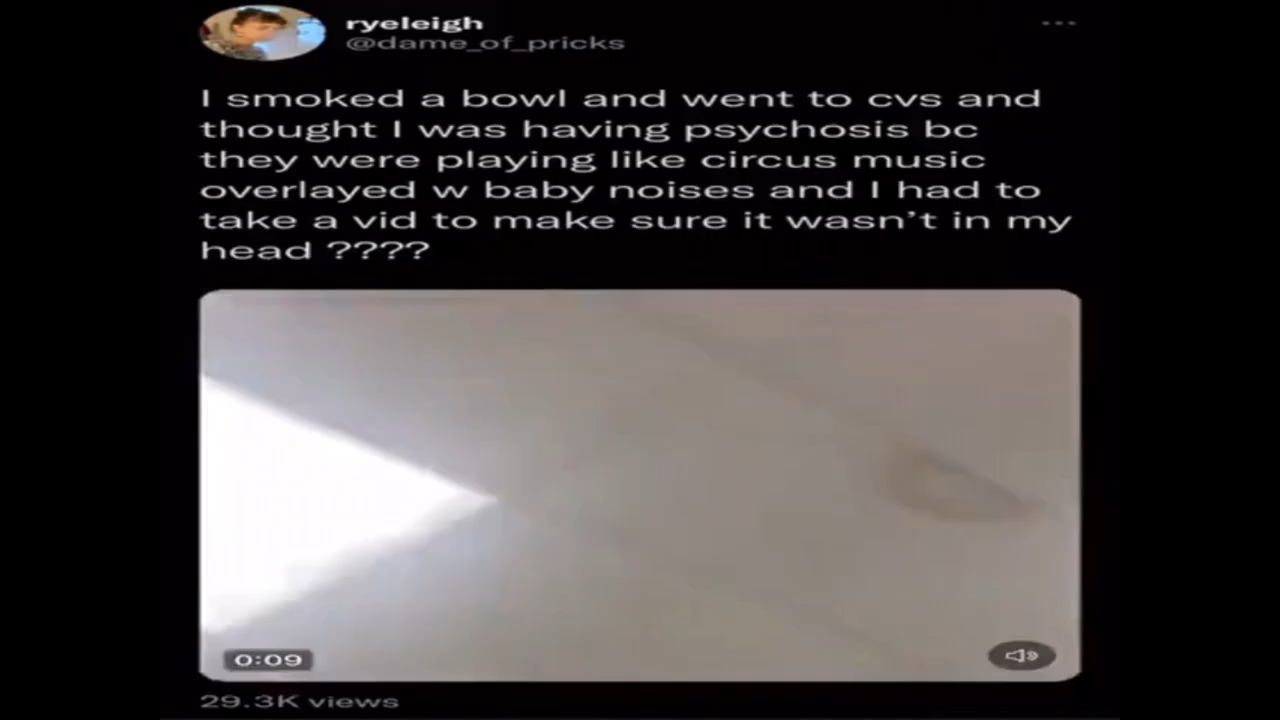 ryeleigh
@dame_of_pricks
I smoked a bowl and went to cvs and
thought I was having psychosis bc
they were playing like circus music
overlayed w baby noises and I had to
take a vid to make sure it wasn't in my
head ????
0:09
29.3K views